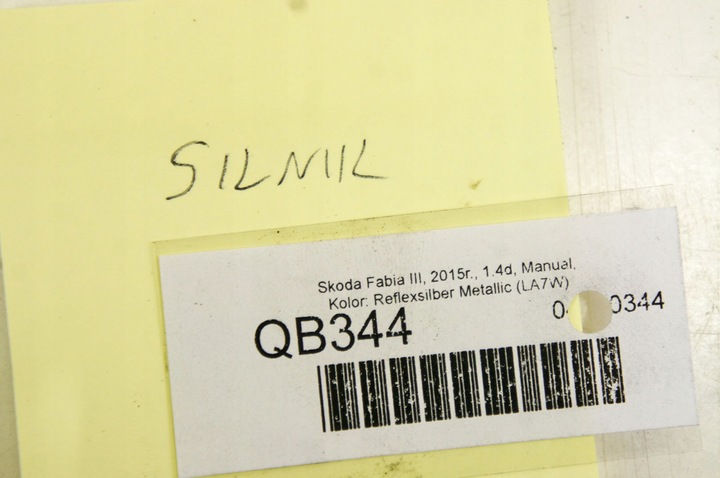 SILNIK
Skoda Fabia III, 2015r., 1.4d, Manual,
Kolor: Reflexsilber Metallic (LA7W)
QB344